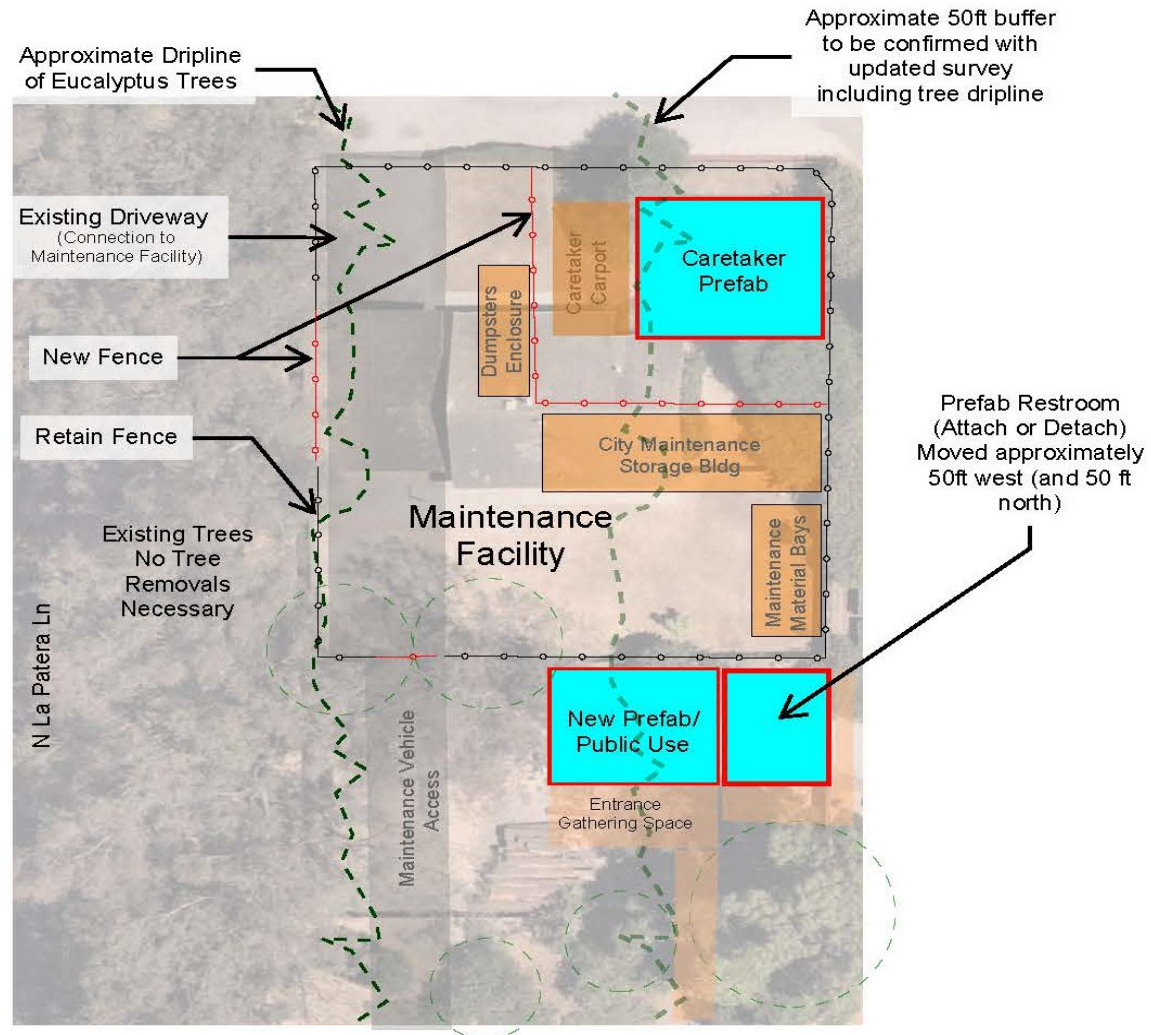 Approximate Dripline
of Eucalyptus Trees
Approximate 50ft buffer
to be confirmed with
updated survey
including tree dripline
Existing Driveway
(Connection to
Maintenance Facility)
Caretaker
Carport
Caretaker
Prefab
Dumpsters
Enclosure
New Fence
Retain Fence
City Maintenance
Storage Bldg
Prefab Restroom
(Attach or Detach)
Moved approximately
50ft west (and 50 ft
north)
Maintenance
Facility
Maintenance
Material Bays
Existing Trees
No Tree
Removals
Necessary
N La Patera Ln
New Prefab/
Public Use
Maintenance Vehicle
Access
Entrance
Gathering Space